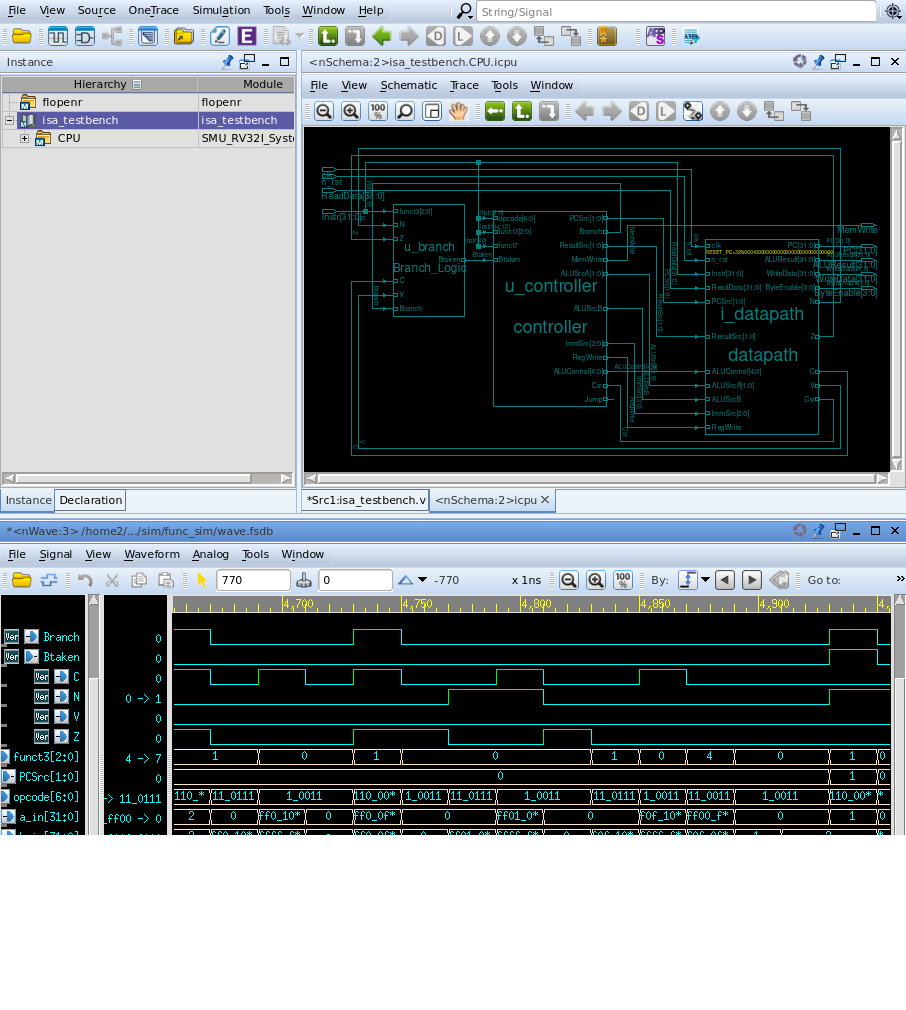 File View Source OneTrace Simulation Tools Window Help String/Signal
Instance
<nSchema:2>isa_testbench.CPU.icpu
Hierarchy Module
flopenr flopenr
isa_testbench isa_testbench
CPU SMU_RV32I_Syst
File View Schematic Trace Tools Window
100 %
n_rst
ReadData[31:0]
Instr[31:0]
funct3[2:0]
N
Z
u_branch
Btaken
Branch_Logic
C
V
Branch
opcode[6:0]
funct3[2:0]
funct7
Btaken
PCSrc[1:0]
Branch
ResultSrc[1:0]
MemWrite
ALUSrcA[1:0]
u_controller
ALUSrcB
controller
ImmSrc[2:0]
RegWrite
ALUControl[4:0]
Csr
Jump
clk
n_rst
Instr[31:0]
ReadData[31:0]
PCSrc[1:0]
PC[31:0]
ALUResult[31:0]
WriteData[31:0]
ByteEnable[3:0]
N
i_datapath
ResultSrc[1:0] Z
datapath
ALUControl[4:0] C
ALUSrcA[1:0] V
ALUSrcB Csr
ImmSrc[2:0]
RegWrite
MemWrite
PC[31:0]
ALUResult[31:0]
WriteData[31:0]
ByteEnable[3:0]
Instance Declaration
*Src1:isa_testbench.v <nSchema:2>icpu
*<nWave:3> /home2/.../sim/func_sim/wave.fsdb
File Signal View Waveform Analog Tools Window
770 0 -770 x 1ns 100 % By: Go to: »
4,700 4,750 4,800 4,850 4,900 4,
Branch 0
Btaken 0
C 0
N 0 -> 1
V 0
Z 0
funct3[2:0] 4 -> 7 1 0 1 0 1 0 4 0 1 0
PCSrc[1:0] 0 0 1 0
opcode[6:0] -> 11_0111 110_* 11_0111 1_0011 110_00* 1_0011 11_0111 1_0011 11_0111 1_0011 11_0111 1_0011 110_00* *
a_in[31:0] ff00 -> 0 2 0 ff0_10* 0 ff0_0f* 0 ff01_0* 0 f0f_10* ff00_f* 0 1 0